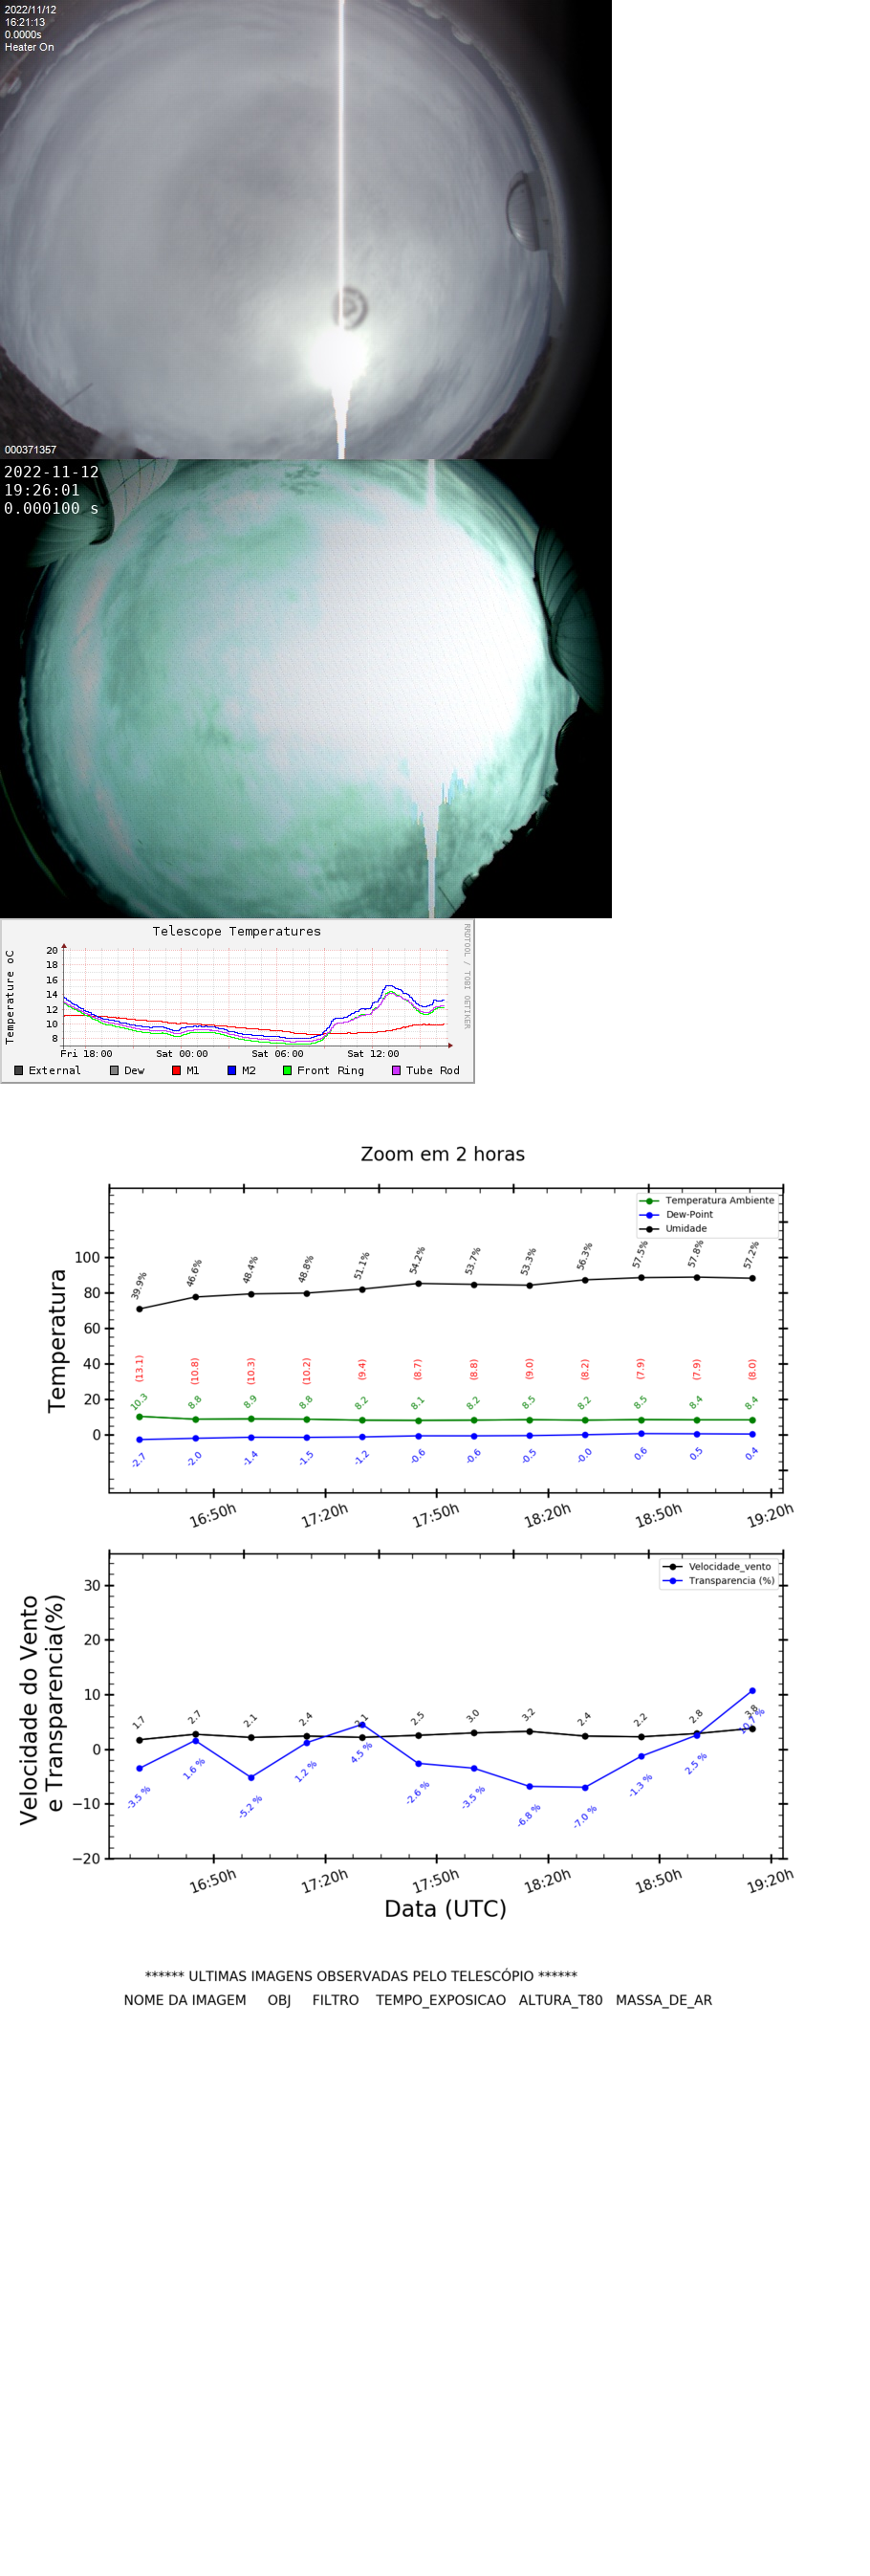 2022/11/12
16:21:13
0.0000s
Heater On
000371357
2022-11-12
19:26:01
0.000100 s
Telescope Temperatures
RRDTOOL / TOBI OETIKER
Temperature oC
20
18
16
14
12
10
8
Fri 18:00 Sat 00:00 Sat 06:00 Sat 12:00
External Dew M1 M2 Front Ring Tube Rod
Zoom em 2 horas
Temperatura Ambiente
Dew-Point
Umidade
Temperatura
100
80
60
40
20
0
39.9% 46.6% 48.4% 48.8% 51.1% 54.2% 53.7% 53.3% 56.3% 57.5% 57.8% 57.2%
(13.1) (10.8) (10.3) (10.2) (9.4) (8.7) (8.8) (9.0) (8.2) (7.9) (7.9) (8.0)
10.3 8.8 8.9 8.8 8.2 8.1 8.2 8.5 8.2 8.5 8.4 8.4
-2.7 -2.0 -1.4 -1.5 -1.2 -0.6 -0.6 -0.5 -0.0 0.6 0.5 0.4
16:50h 17:20h 17:50h 18:20h 18:50h 19:20h
Velocidade_vento
Transparencia (%)
Velocidade do Vento
e Transparencia(%)
30
20
10
0
−10
−20
1.7 2.7 2.1 2.4 2.1 2.5 3.0 3.2 2.4 2.2 2.8 3.8
-3.5 % 1.6 % -5.2 % 1.2 % 4.5 % -2.6 % -3.5 % -6.8 % -7.0 % -1.3 % 2.5 % 10.7 %
16:50h 17:20h 17:50h 18:20h 18:50h 19:20h
Data (UTC)
****** ULTIMAS IMAGENS OBSERVADAS PELO TELESCÓPIO ******
NOME DA IMAGEM OBJ FILTRO TEMPO_EXPOSICAO ALTURA_T80 MASSA_DE_AR